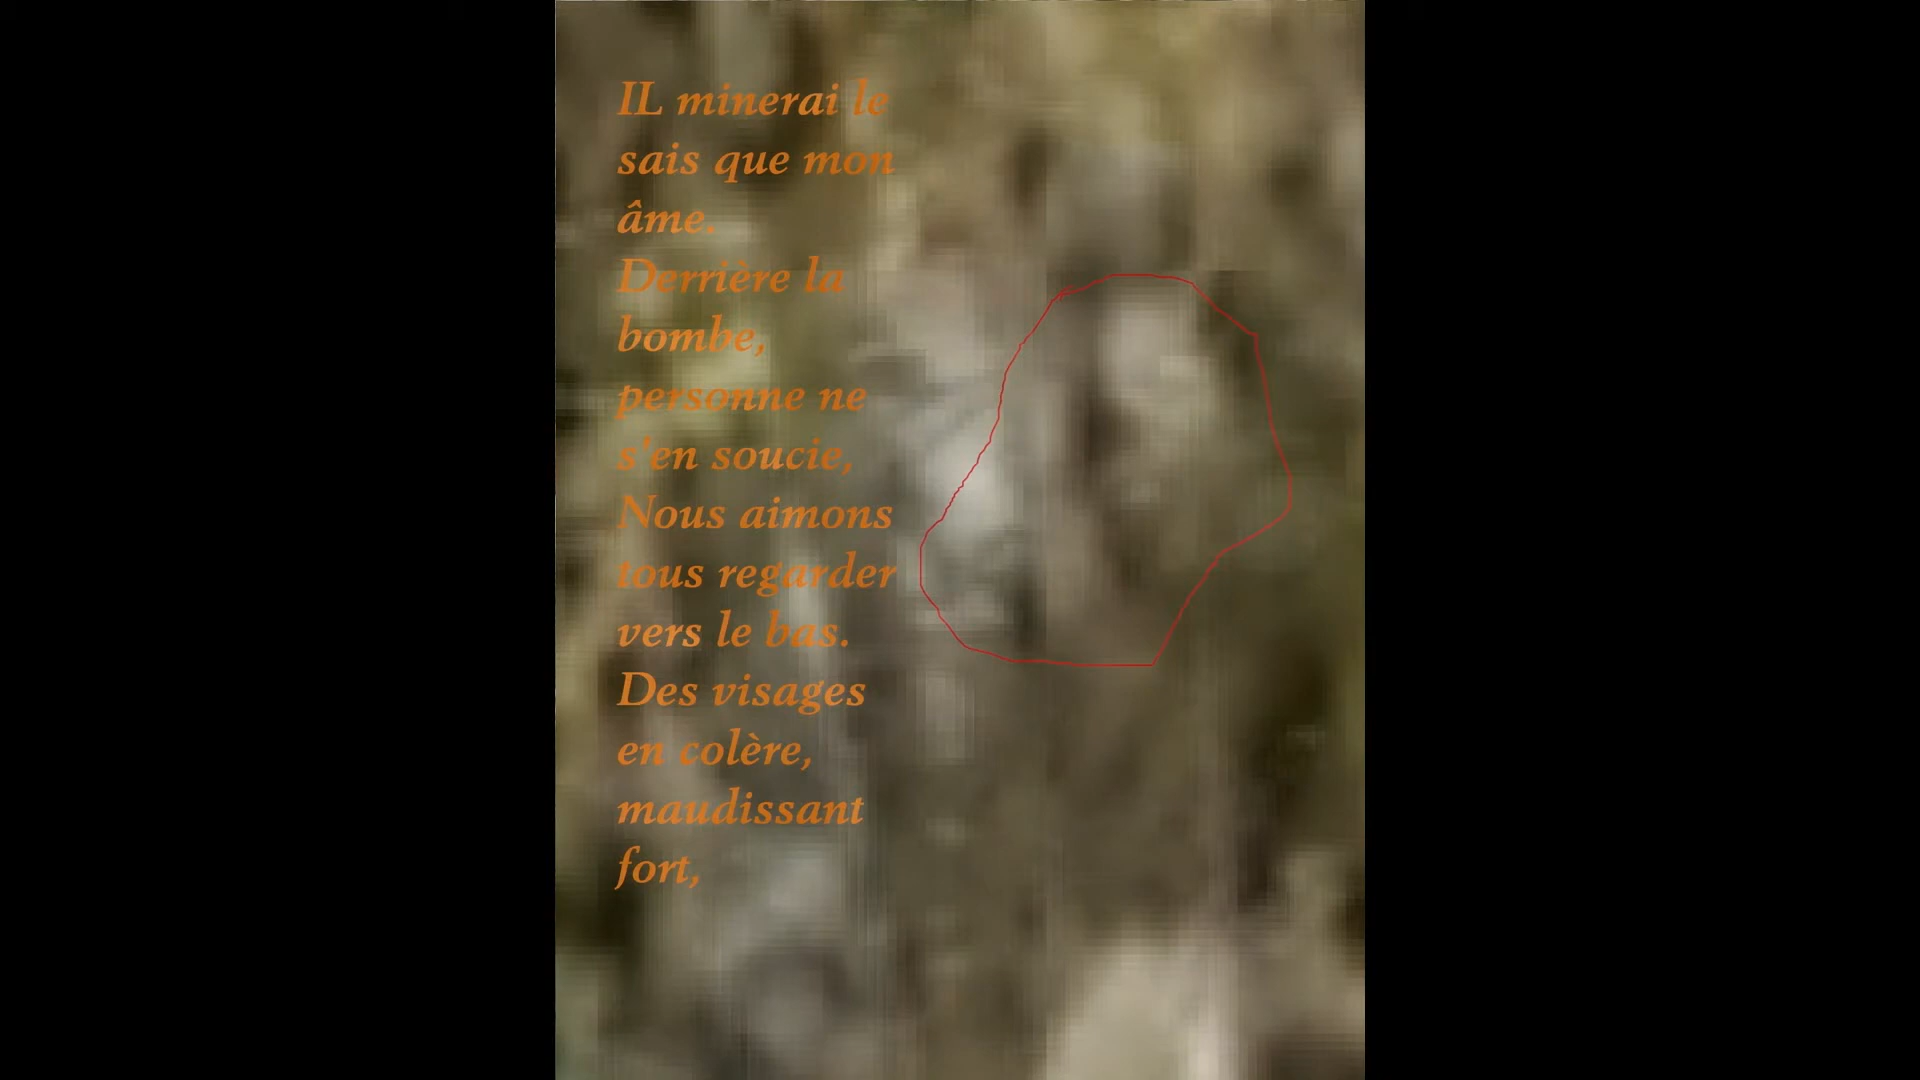 IL minerai le
sais que mon
âme.
Derrière la
bombe,
personne ne
s'en soucie,
Nous aimons
tous regarder
vers le bas.
Des visages
en colère,
maudissant
fort,